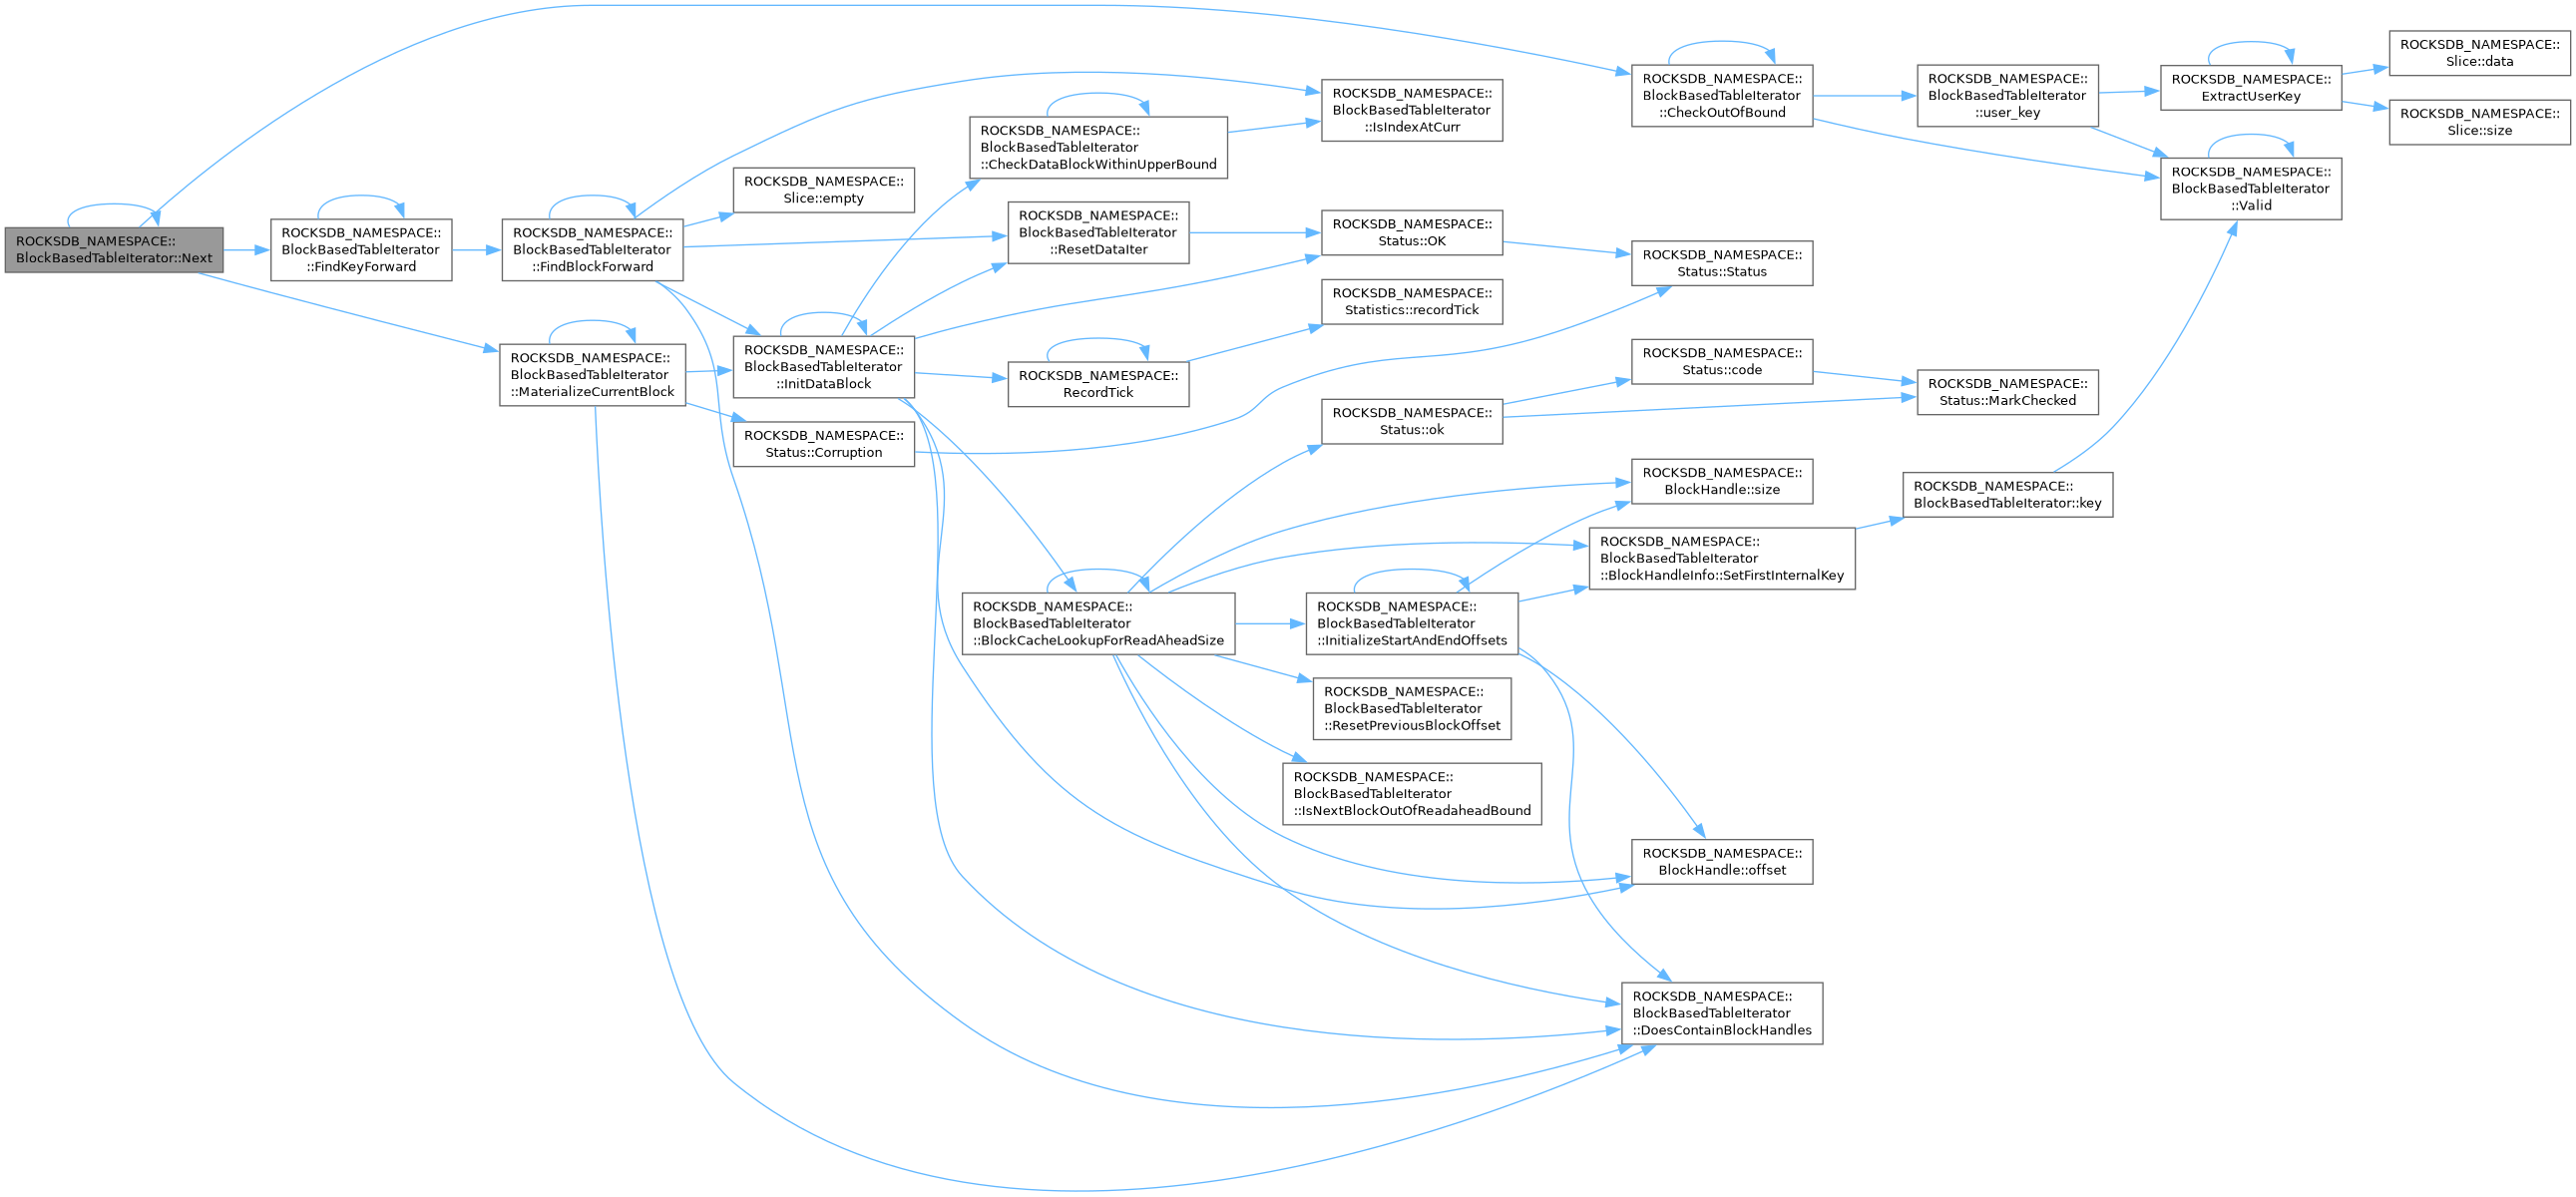 ROCKSDB_NAMESPACE::
BlockBasedTableIterator::Next
ROCKSDB_NAMESPACE::
BlockBasedTableIterator
::FindKeyForward
ROCKSDB_NAMESPACE::
BlockBasedTableIterator
::FindBlockForward
ROCKSDB_NAMESPACE::
BlockBasedTableIterator
::MaterializeCurrentBlock
ROCKSDB_NAMESPACE::
Slice::empty
ROCKSDB_NAMESPACE::
BlockBasedTableIterator
::InitDataBlock
ROCKSDB_NAMESPACE::
Status::Corruption
ROCKSDB_NAMESPACE::
BlockBasedTableIterator
::CheckDataBlockWithinUpperBound
ROCKSDB_NAMESPACE::
BlockBasedTableIterator
::ResetDataIter
ROCKSDB_NAMESPACE::
RecordTick
ROCKSDB_NAMESPACE::
BlockBasedTableIterator
::BlockCacheLookupForReadAheadSize
ROCKSDB_NAMESPACE::
BlockBasedTableIterator
::IsIndexAtCurr
ROCKSDB_NAMESPACE::
Status::OK
ROCKSDB_NAMESPACE::
Statistics::recordTick
ROCKSDB_NAMESPACE::
Status::ok
ROCKSDB_NAMESPACE::
BlockBasedTableIterator
::InitializeStartAndEndOffsets
ROCKSDB_NAMESPACE::
BlockBasedTableIterator
::ResetPreviousBlockOffset
ROCKSDB_NAMESPACE::
BlockBasedTableIterator
::IsNextBlockOutOfReadaheadBound
ROCKSDB_NAMESPACE::
BlockBasedTableIterator
::CheckOutOfBound
ROCKSDB_NAMESPACE::
Status::Status
ROCKSDB_NAMESPACE::
Status::code
ROCKSDB_NAMESPACE::
BlockHandle::size
ROCKSDB_NAMESPACE::
BlockBasedTableIterator
::BlockHandleInfo::SetFirstInternalKey
ROCKSDB_NAMESPACE::
BlockHandle::offset
ROCKSDB_NAMESPACE::
BlockBasedTableIterator
::DoesContainBlockHandles
ROCKSDB_NAMESPACE::
BlockBasedTableIterator
::user_key
ROCKSDB_NAMESPACE::
Status::MarkChecked
ROCKSDB_NAMESPACE::
BlockBasedTableIterator::key
ROCKSDB_NAMESPACE::
ExtractUserKey
ROCKSDB_NAMESPACE::
BlockBasedTableIterator
::Valid
ROCKSDB_NAMESPACE::
Slice::data
ROCKSDB_NAMESPACE::
Slice::size